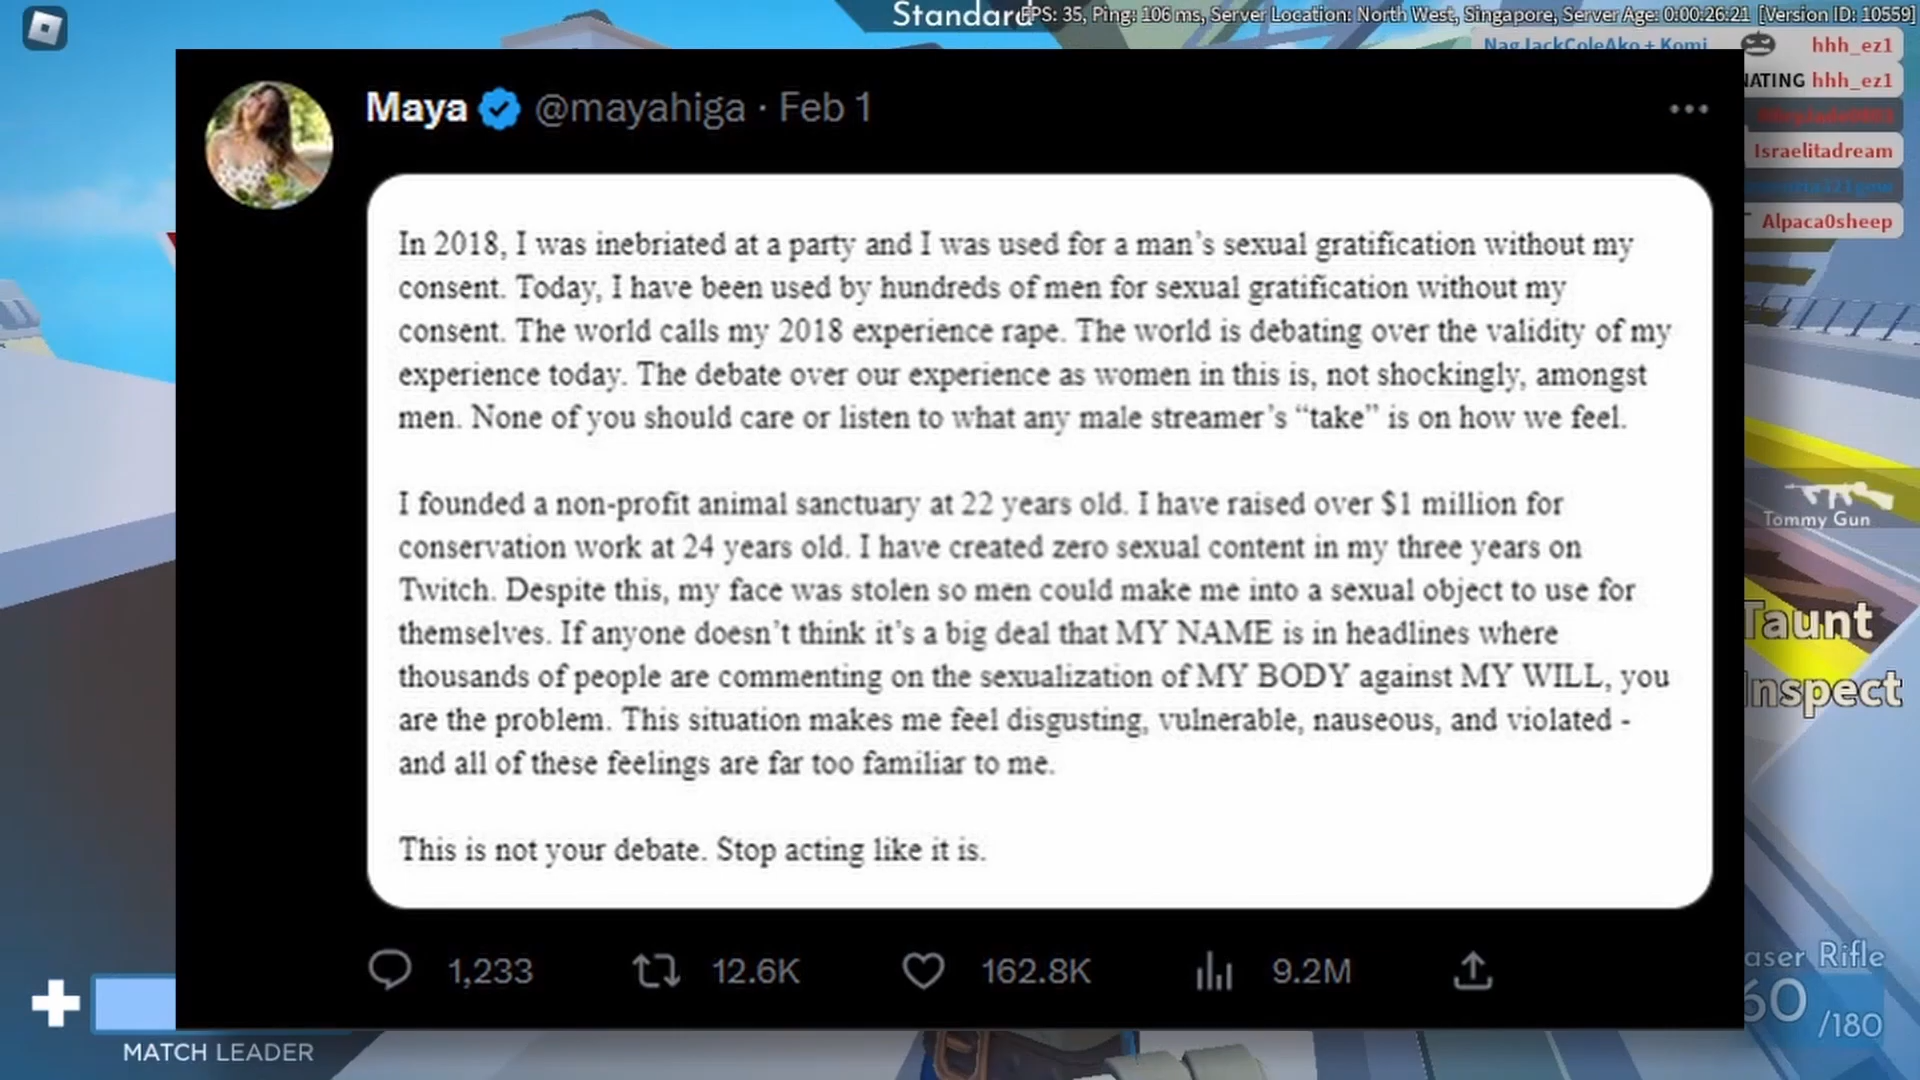 Standard
FPS: 35, Ping: 106 ms, Server Location: North West, Singapore, Server Age: 0:00:26:21 [Version ID: 10559]
NagJackColeAko + Komi hhh_ez1
NATING hhh_ez1
Israelitadream
Alpaca0sheep
Maya @mayahiga · Feb 1
In 2018, I was inebriated at a party and I was used for a man’s sexual gratification without my
consent. Today, I have been used by hundreds of men for sexual gratification without my
consent. The world calls my 2018 experience rape. The world is debating over the validity of my
experience today. The debate over our experience as women in this is, not shockingly, amongst
men. None of you should care or listen to what any male streamer’s “take” is on how we feel.
I founded a non-profit animal sanctuary at 22 years old. I have raised over $1 million for
conservation work at 24 years old. I have created zero sexual content in my three years on
Twitch. Despite this, my face was stolen so men could make me into a sexual object to use for
themselves. If anyone doesn’t think it’s a big deal that MY NAME is in headlines where
thousands of people are commenting on the sexualization of MY BODY against MY WILL, you
are the problem. This situation makes me feel disgusting, vulnerable, nauseous, and violated -
and all of these feelings are far too familiar to me.
This is not your debate. Stop acting like it is.
1,233 12.6K 162.8K 9.2M
Tommy Gun
Taunt
Inspect
aser Rifle
60 /180
MATCH LEADER